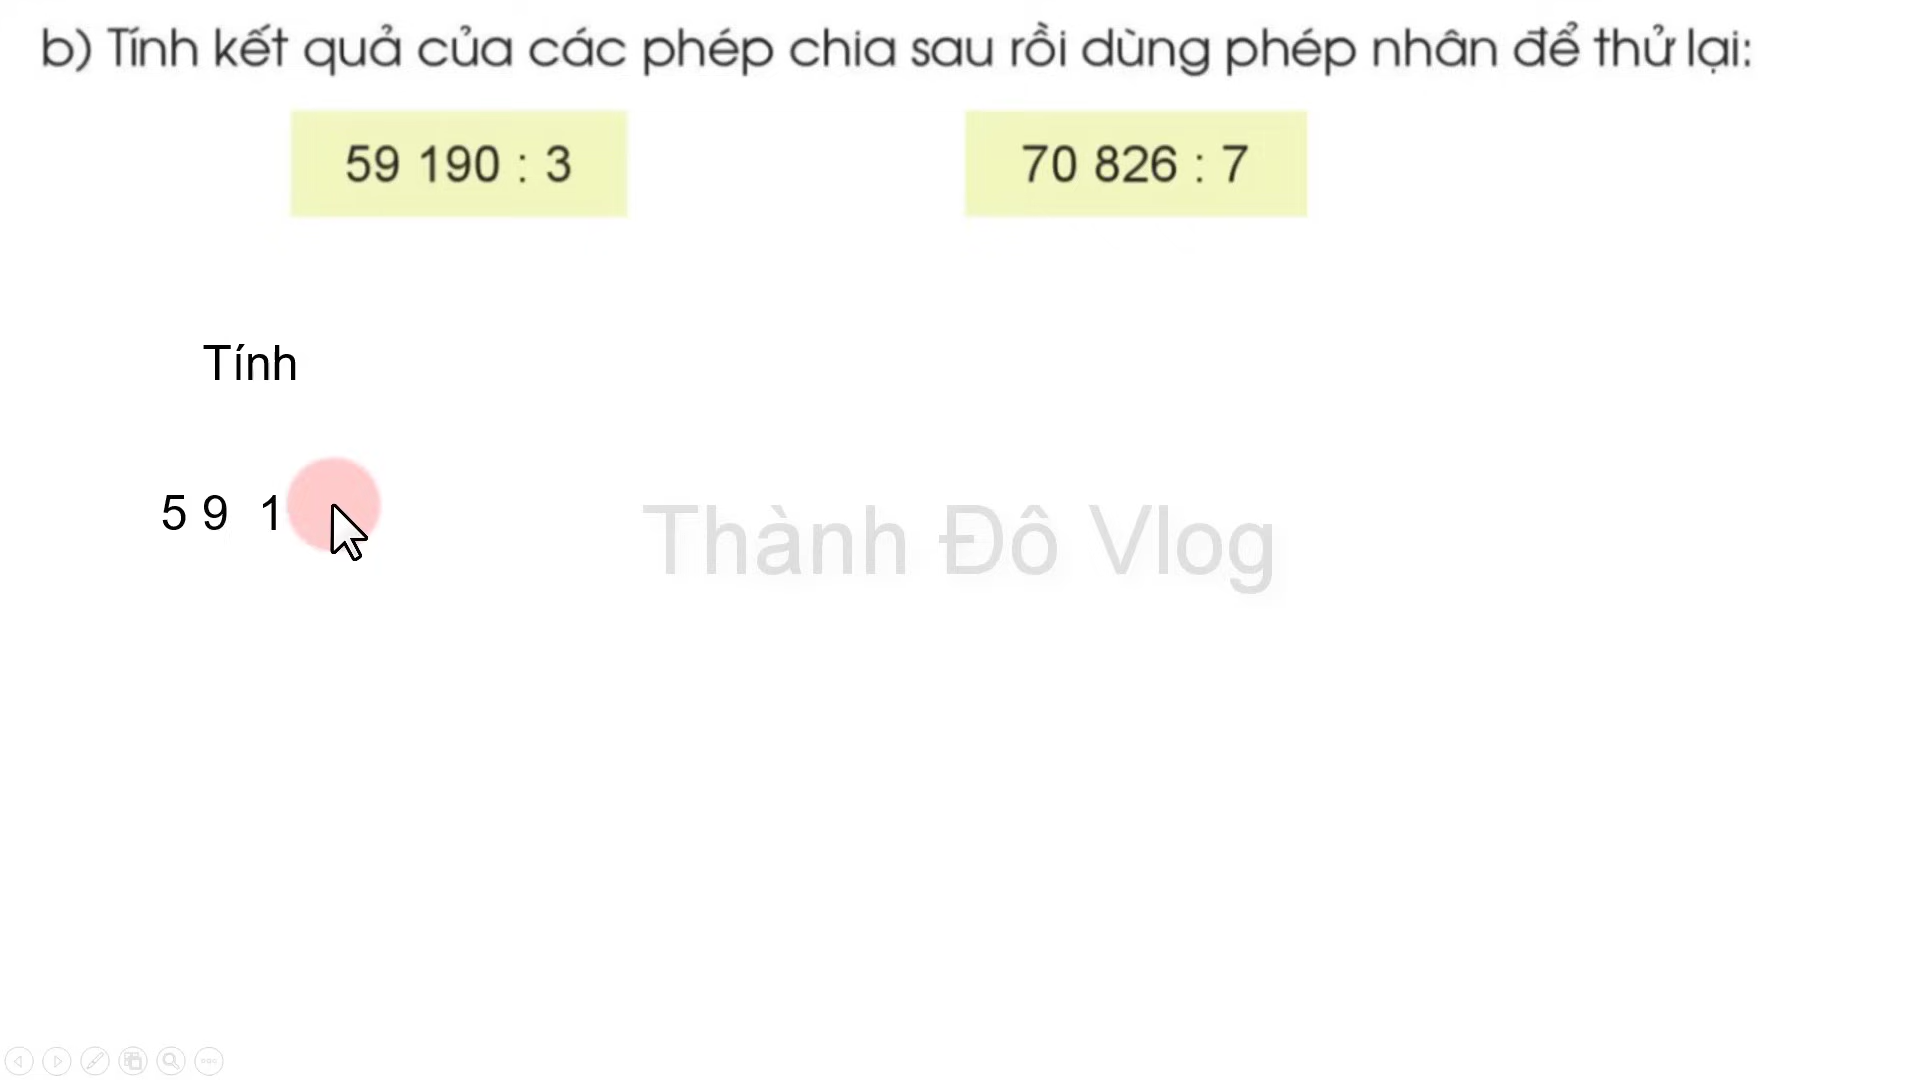 b) Tính kết quả của các phép chia sau rồi dùng phép nhân để thử lại:
59 190 : 3
70 826 : 7
Tính
5 9 1
Thành Đô Vlog